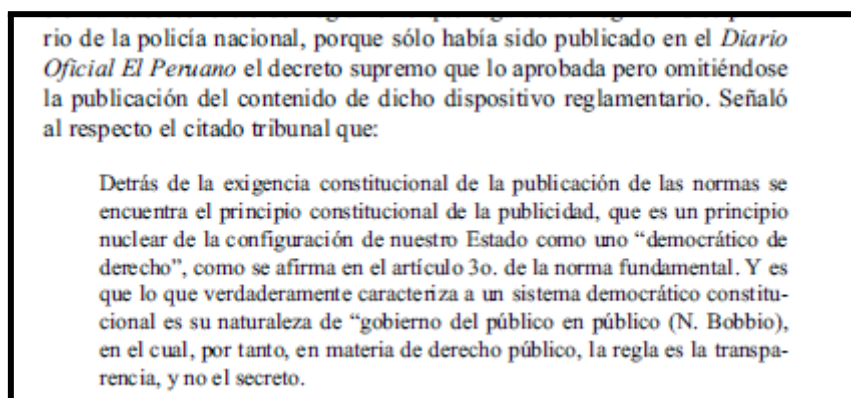 rio de la policía nacional, porque sólo había sido publicado en el Diario
Oficial El Peruano el decreto supremo que lo aprobada pero omitiéndose
la publicación del contenido de dicho dispositivo reglamentario. Señaló
al respecto el citado tribunal que:
Detrás de la exigencia constitucional de la publicación de las normas se
encuentra el principio constitucional de la publicidad, que es un principio
nuclear de la configuración de nuestro Estado como uno “democrático de
derecho”, como se afirma en el artículo 3o. de la norma fundamental. Y es
que lo que verdaderamente caracteriza a un sistema democrático constitu-
cional es su naturaleza de “gobierno del público en público (N. Bobbio),
en el cual, por tanto, en materia de derecho público, la regla es la transpa-
rencia, y no el secreto.